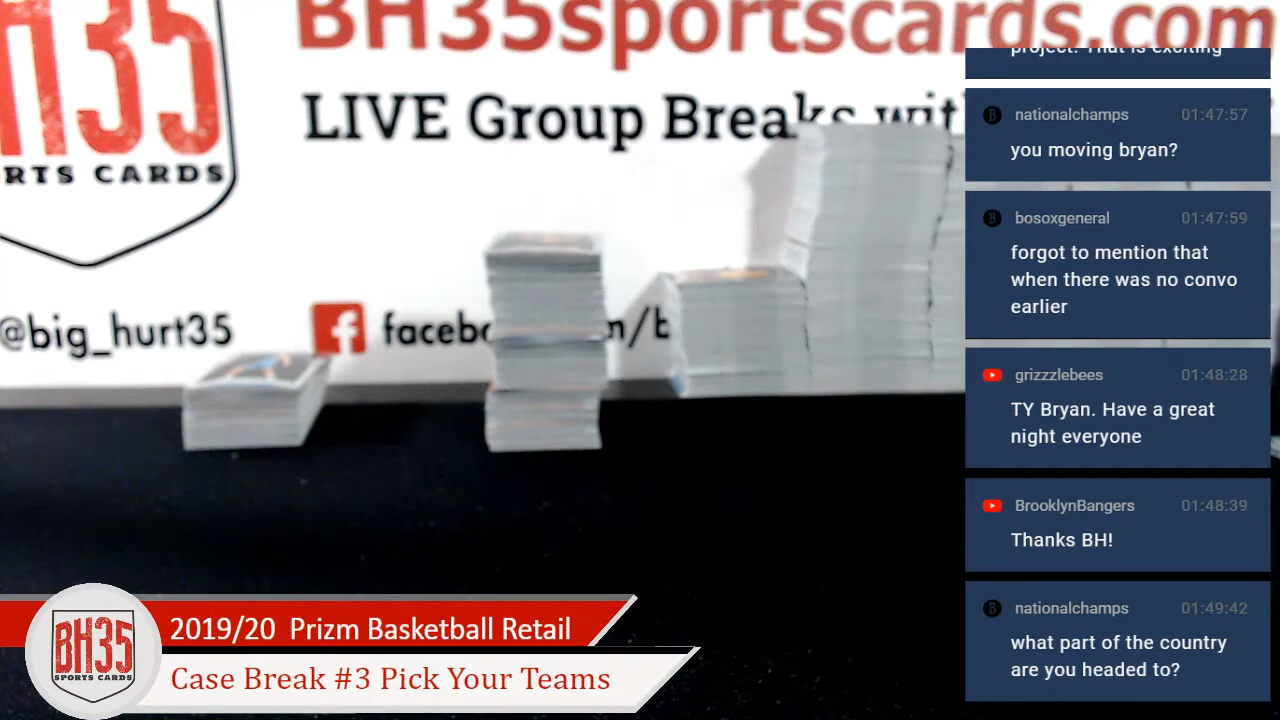 BH35sportscards.com
LIVE Group Breaks
H35
RTS CARDS
@big_hurt35
f facebo
m/b
project! That is exciting
nationalchamps 01:47:57
you moving bryan?
bosoxgeneral 01:47:59
forgot to mention that
when there was no convo
earlier
grizzzlebees 01:48:28
TY Bryan. Have a great
night everyone
BrooklynBangers 01:48:39
Thanks BH!
nationalchamps 01:49:42
what part of the country
are you headed to?
BH35
SPORTS CARDS
2019/20 Prizm Basketball Retail
Case Break #3 Pick Your Teams